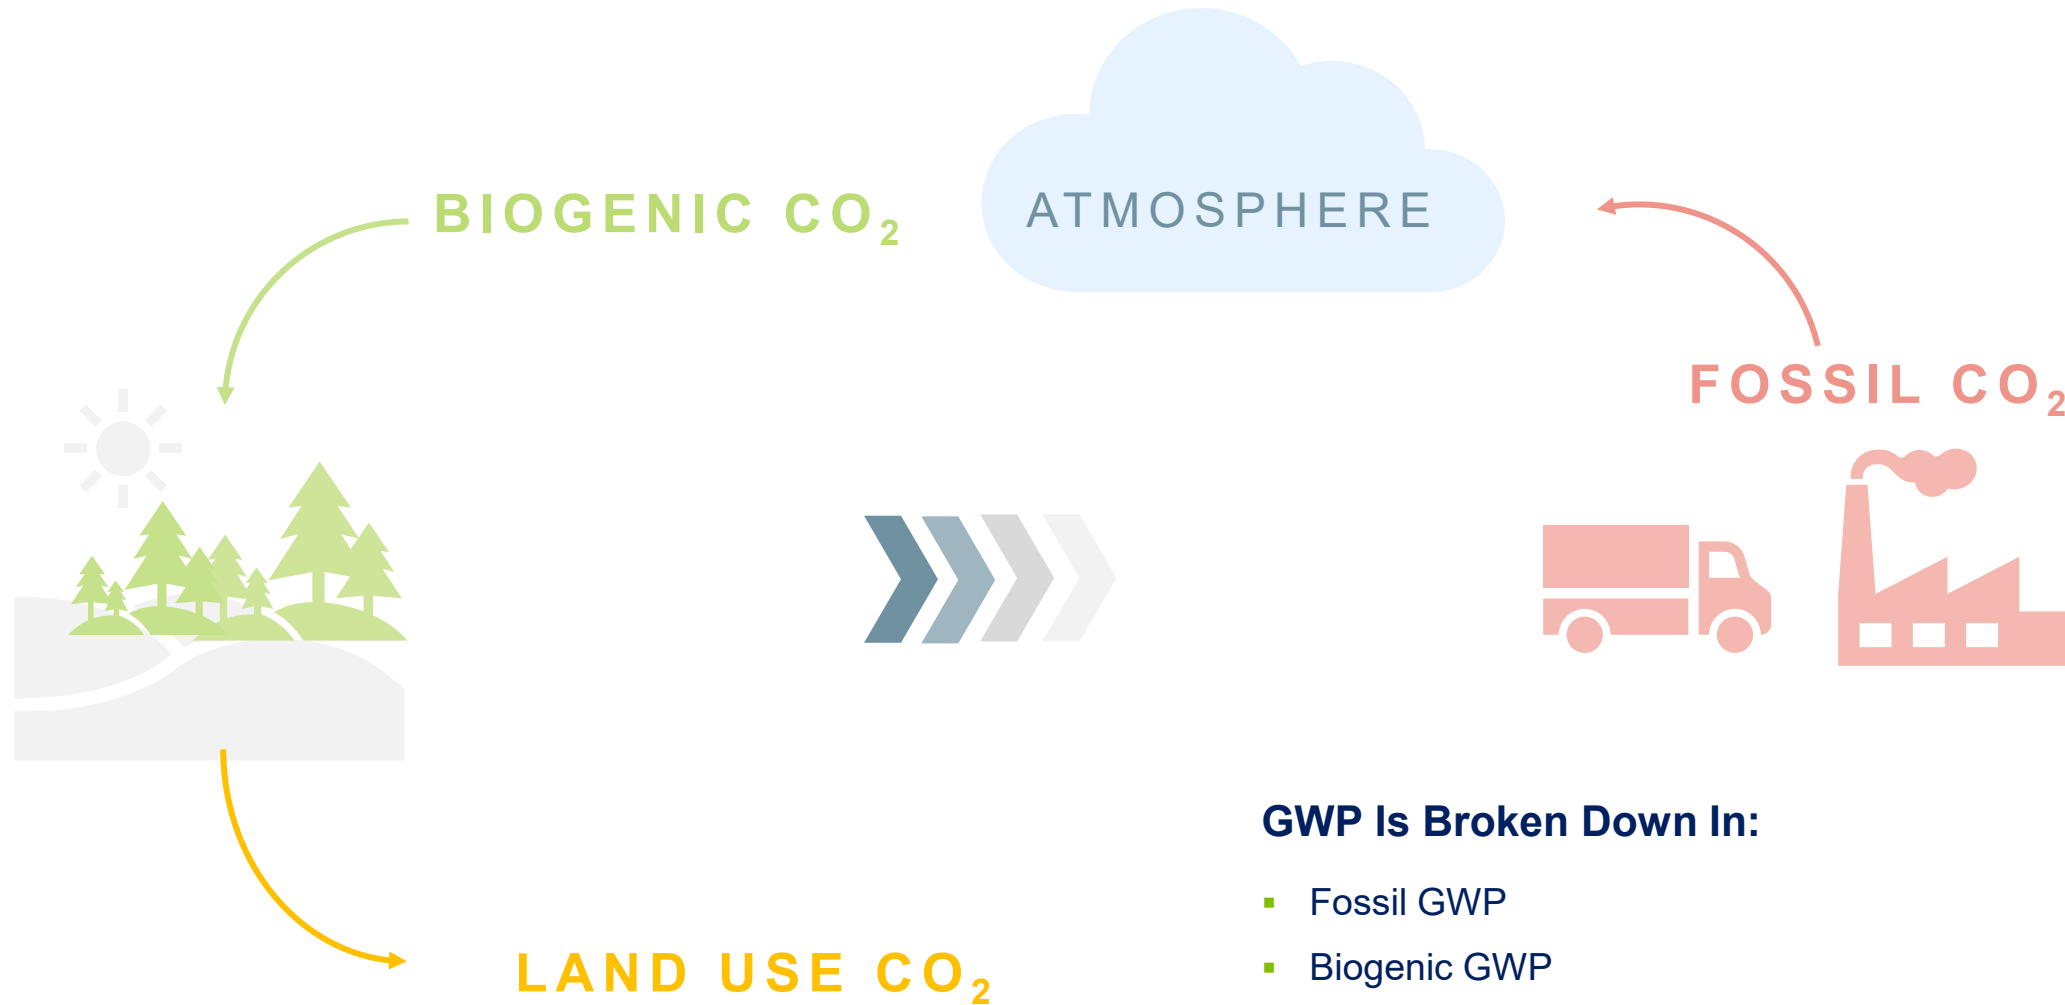 ATMOSPHERE
BIOGENIC CO₂
FOSSIL CO₂
GWP Is Broken Down In:
▪ Fossil GWP
▪ Biogenic GWP
LAND USE CO₂